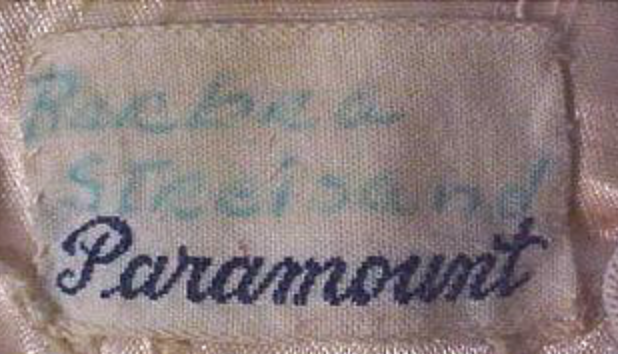 Barbra
Streisand
Paramount